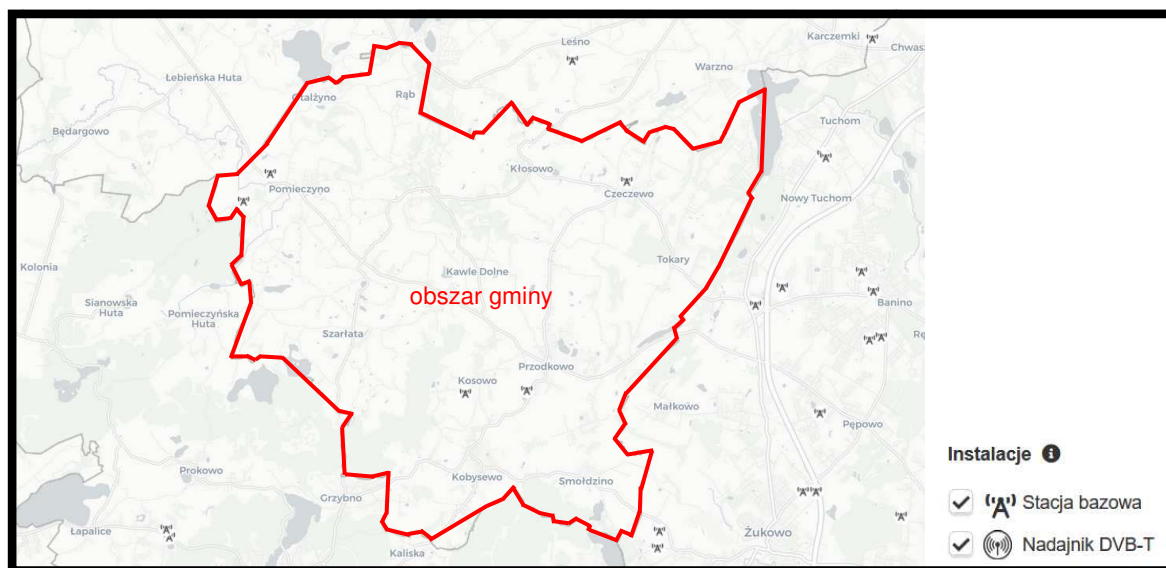 Leśno
Karczemki
Chwas
Warzno
Lebieńska Huta
Otalżyno
Rąb
Tuchom
Będargowo
Kłosowo
Pomieczyno
Czeczewo
Nowy Tuchom
Kolonia
Kawle Dolne
Tokary
Sianowska
Huta
Pomieczyńska
Huta
obszar gminy
Banino
Szarłata
Rę
Przodkowo
Kosowo
Małkowo
Pępowo
Prokowo
Kobysewo
Smołdzino
Grzybno
Łapalice
Kaliska
Żukowo
Instalacje
Stacja bazowa
Nadajnik DVB-T